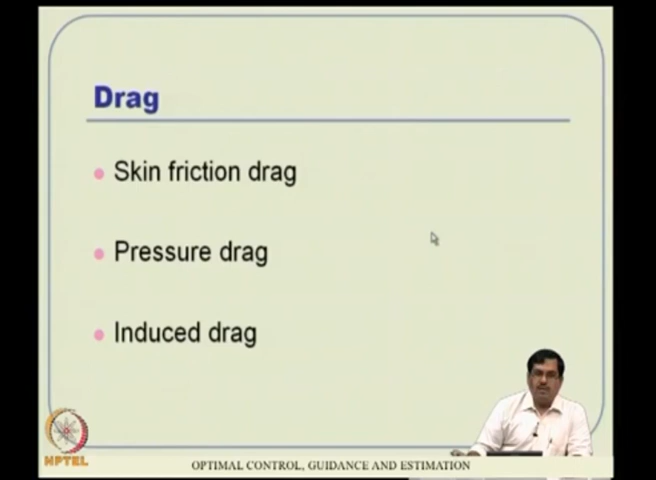 Drag
Skin friction drag
Pressure drag
Induced drag
NPTEL
OPTIMAL CONTROL, GUIDANCE AND ESTIMATION